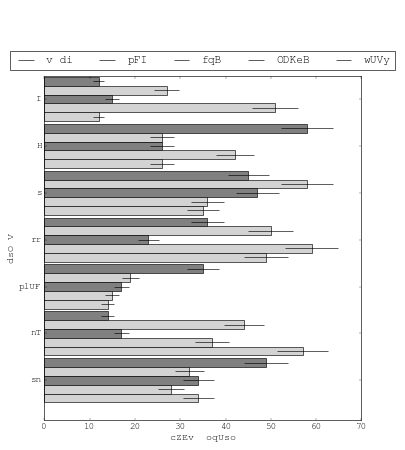 v di pFI fqB ODKeB wUVy
I
H
s
rr
plUF
nT
sn
dsO V
0 10 20 30 40 50 60 70
cZEv oqUso